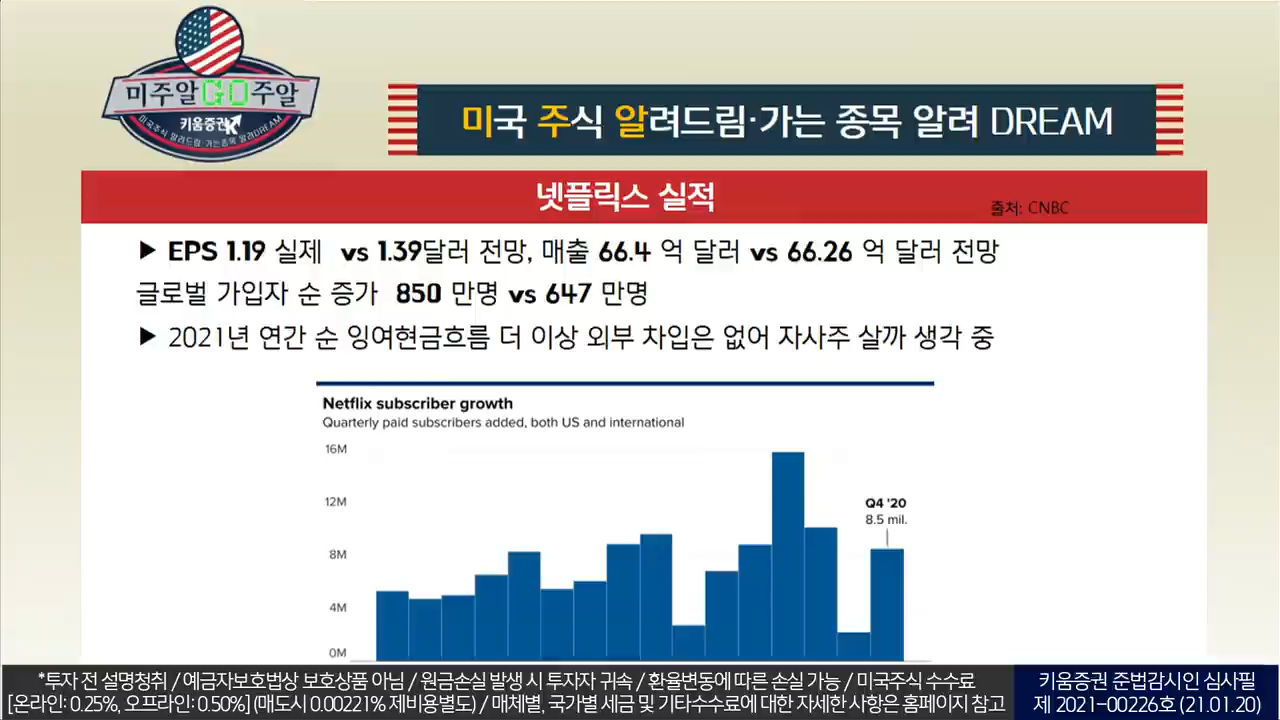 미주알GO주알
키움증권
미국주식 알려드림·가는종목 알려DREAM
미국 주식 알려드림·가는 종목 알려 DREAM
넷플릭스 실적
출처: CNBC
▶ EPS 1.19 실제 vs 1.39달러 전망, 매출 66.4 억 달러 vs 66.26 억 달러 전망
글로벌 가입자 순 증가 850 만명 vs 647 만명
▶ 2021년 연간 순 잉여현금흐름 더 이상 외부 차입은 없어 자사주 살까 생각 중
Netflix subscriber growth
Quarterly paid subscribers added, both US and international
16M
12M
Q4 '20
8.5 mil.
8M
4M
0M
*투자 전 설명청취 / 예금자보호법상 보호상품 아님 / 원금손실 발생 시 투자자 귀속 / 환율변동에 따른 손실 가능 / 미국주식 수수료
[온라인: 0.25%, 오프라인: 0.50%] (매도시 0.00221% 제비용별도) / 매체별, 국가별 세금 및 기타수수료에 대한 자세한 사항은 홈페이지 참고
키움증권 준법감시인 심사필
제 2021-00226호 (21.01.20)